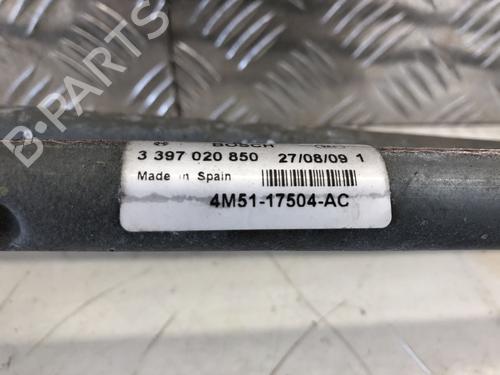 BOSCH
3 397 020 850 27/08/09 1
Made in Spain
4M51-17504-AC
B-PARTS